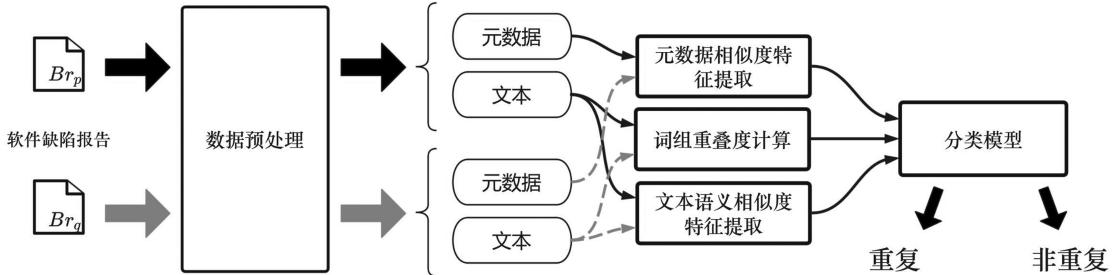 Br_p
软件缺陷报告
Br_q
数据预处理
元数据
文本
元数据
文本
元数据相似度特
征提取
词组重叠度计算
文本语义相似度
特征提取
分类模型
重复
非重复